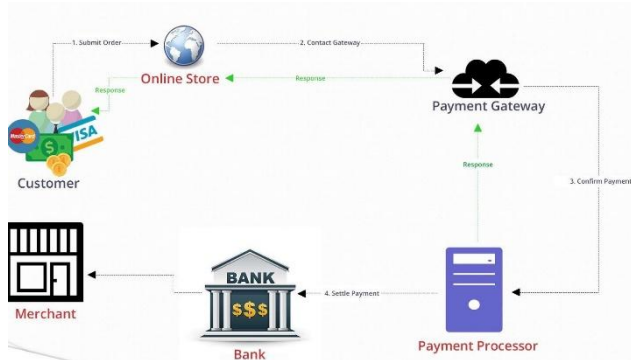 1. Submit Order
2. Contact Gateway
Online Store
Response
Response
Payment Gateway
MasterCard
VISA
$
Customer
Response
3. Confirm Payment
BANK
$$$
4. Settle Payment
Merchant
Bank
Payment Processor